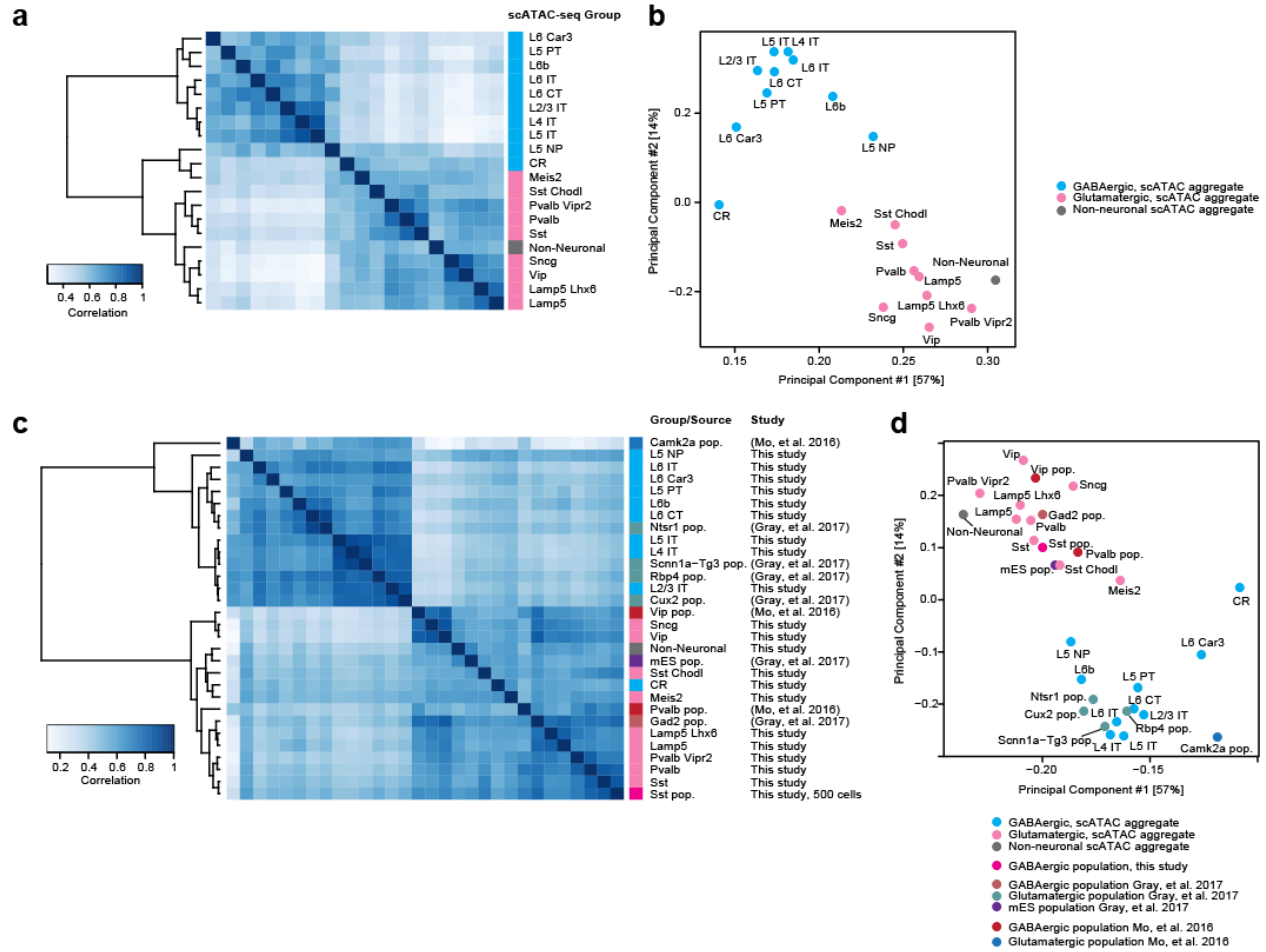 a
scATAC-seq Group
L6 Car3
L5 PT
L6b
L6 IT
L6 CT
L2/3 IT
L4 IT
L5 IT
L5 NP
CR
Meis2
Sst Chodl
Pvalb Vipr2
Pvalb
Sst
Non-Neuronal
Sncg
Vip
Lamp5 Lhx6
Lamp5
0.4 0.6 0.8 1
Correlation
b
L5 IT L4 IT
L2/3 IT
L6 IT
L6 CT
L5 PT
L6b
L6 Car3
L5 NP
CR
Meis2
Sst Chodl
Sst
Non-Neuronal
Pvalb
Lamp5
Lamp5 Lhx6
Sncg
Pvalb Vipr2
Vip
0.2
0.0
−0.2
Principal Component #2 [14%]
0.15 0.20 0.25 0.30
Principal Component #1 [57%]
GABAergic, scATAC aggregate
Glutamatergic, scATAC aggregate
Non-neuronal scATAC aggregate
c
Group/Source Study
Camk2a pop. (Mo, et al. 2016)
L5 NP This study
L6 IT This study
L6 Car3 This study
L5 PT This study
L6b This study
L6 CT This study
Ntsr1 pop. (Gray, et al. 2017)
L5 IT This study
L4 IT This study
Scnn1a−Tg3 pop. (Gray, et al. 2017)
Rbp4 pop. (Gray, et al. 2017)
L2/3 IT This study
Cux2 pop. (Gray, et al. 2017)
Vip pop. (Mo, et al. 2016)
Sncg This study
Vip This study
Non-Neuronal This study
mES pop. (Gray, et al. 2017)
Sst Chodl This study
CR This study
Meis2 This study
Pvalb pop. (Mo, et al. 2016)
Gad2 pop. (Gray, et al. 2017)
Lamp5 Lhx6 This study
Lamp5 This study
Pvalb Vipr2 This study
Pvalb This study
Sst This study
Sst pop. This study, 500 cells
0.2 0.4 0.6 0.8 1
Correlation
d
Vip
Vip pop.
Pvalb Vipr2
Sncg
Lamp5 Lhx6
Lamp5
Gad2 pop.
Pvalb
Non-Neuronal
Sst
Sst pop.
Pvalb pop.
mES pop.
Sst Chodl
Meis2
CR
L5 NP
L6 Car3
L6b
L5 PT
Ntsr1 pop.
L6 CT
Cux2 pop.
L6 IT
L2/3 IT
Rbp4 pop.
Scnn1a−Tg3 pop.
L4 IT
L5 IT
Camk2a pop.
0.2
0.1
0.0
−0.1
−0.2
Principal Component #2 [14%]
−0.20 −0.15
Principal Component #1 [57%]
GABAergic, scATAC aggregate
Glutamatergic, scATAC aggregate
Non-neuronal scATAC aggregate
GABAergic population, this study
GABAergic population Gray, et al. 2017
Glutamatergic population Gray, et al. 2017
mES population Gray, et al. 2017
GABAergic population Mo, et al. 2016
Glutamatergic population Mo, et al. 2016